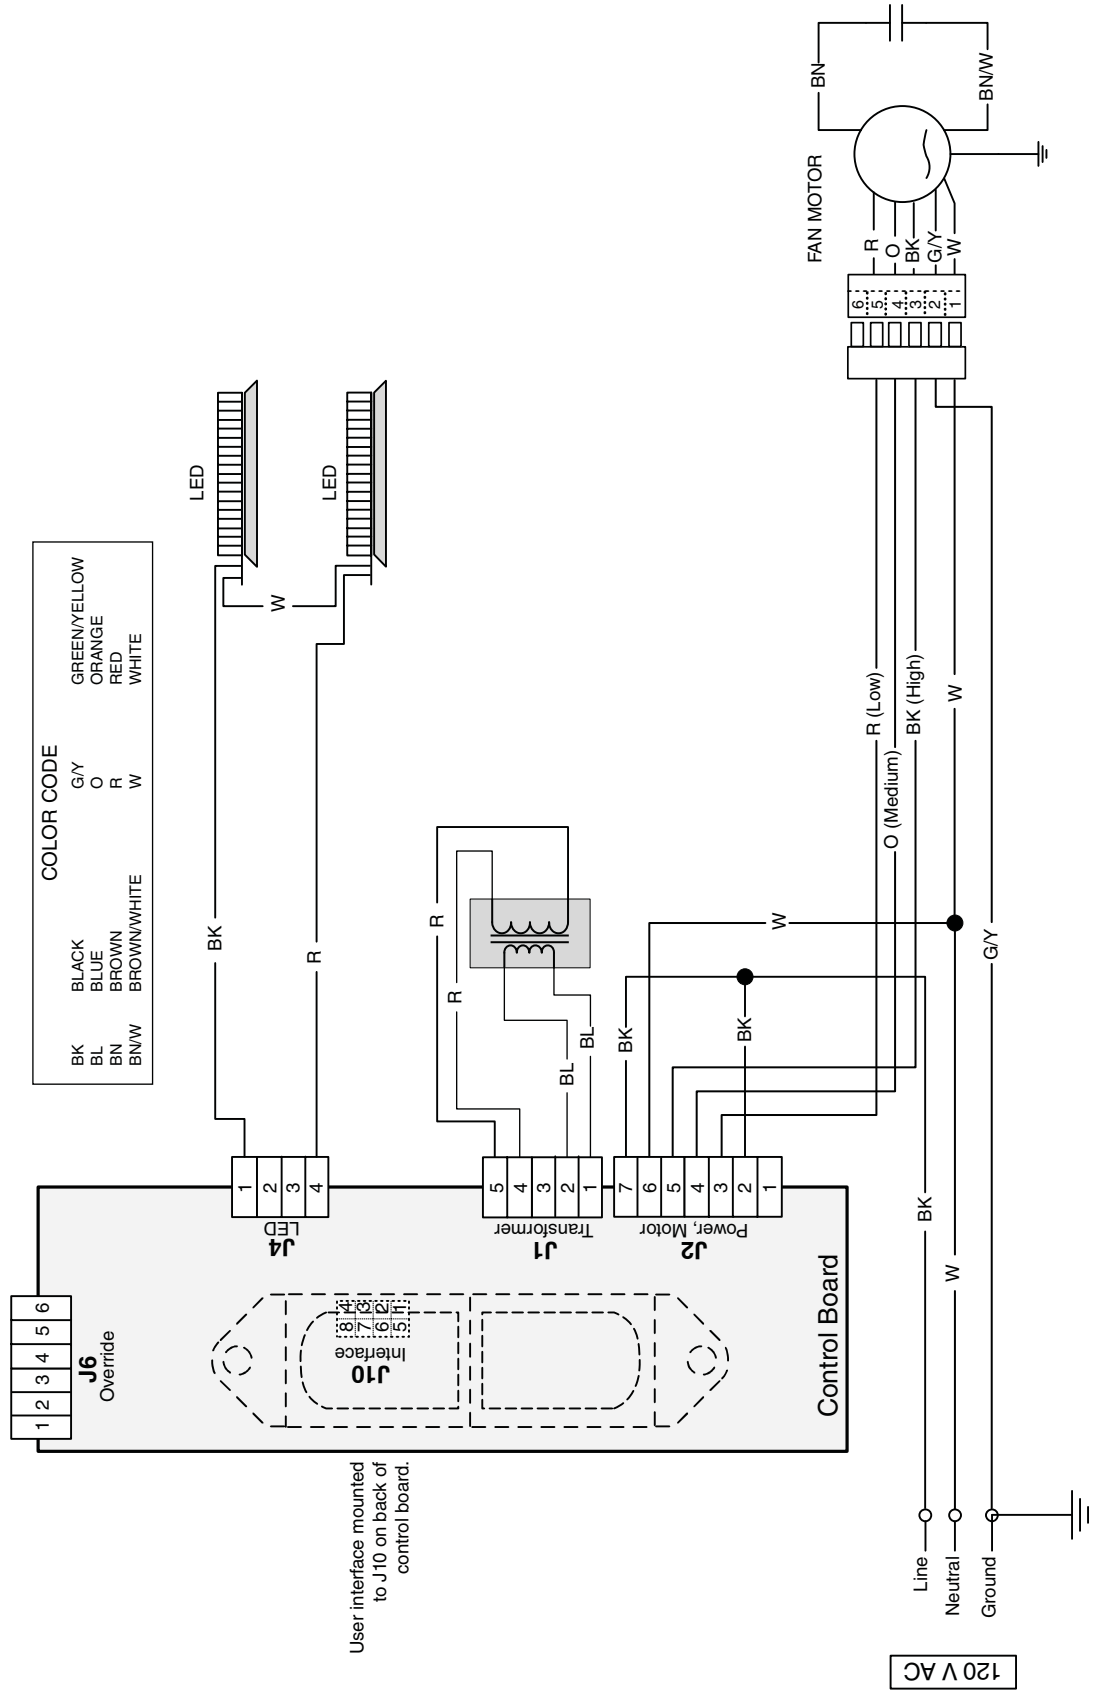 COLOR CODE
BK BLACK G/Y GREEN/YELLOW
BL BLUE O ORANGE
BN BROWN R RED
BN/W BROWN/WHITE W WHITE
LED
LED
BK
W
R
R
R
BL
BL
BK
BK
W
R (Low)
O (Medium)
BK (High)
W
G/Y
BK
W
FAN MOTOR
BN
BN/W
R
O
BK
G/Y
W
6
5
4
3
2
1
1 2 3 4 5 6
J6
Override
1
2
3
4
J4
LED
5
4
3
2
1
J1
Transformer
7
6
5
4
3
2
1
J2
Power, Motor
8 4
7 3
6 2
5 1
J10
Interface
Control Board
User interface mounted
to J10 on back of
control board.
Line
Neutral
Ground
120 V AC